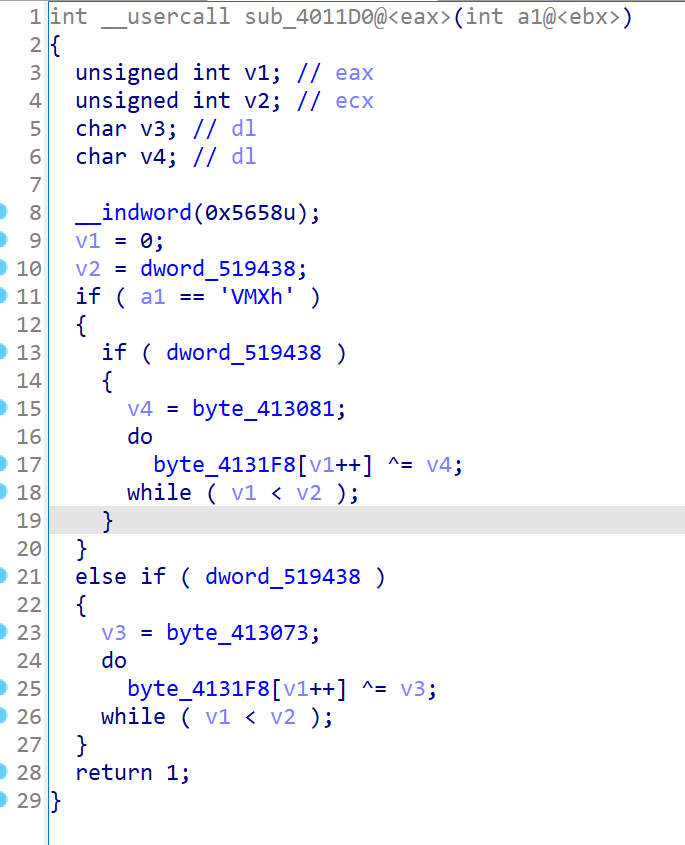 1 int __usercall sub_4011D0@<eax>(int a1@<ebx>)
2 {
3   unsigned int v1; // eax
4   unsigned int v2; // ecx
5   char v3; // dl
6   char v4; // dl
7
8   __indword(0x5658u);
9   v1 = 0;
10   v2 = dword_519438;
11   if ( a1 == 'VMXh' )
12   {
13     if ( dword_519438 )
14     {
15       v4 = byte_413081;
16       do
17         byte_4131F8[v1++] ^= v4;
18       while ( v1 < v2 );
19     }
20   }
21   else if ( dword_519438 )
22   {
23     v3 = byte_413073;
24     do
25       byte_4131F8[v1++] ^= v3;
26     while ( v1 < v2 );
27   }
28   return 1;
29 }